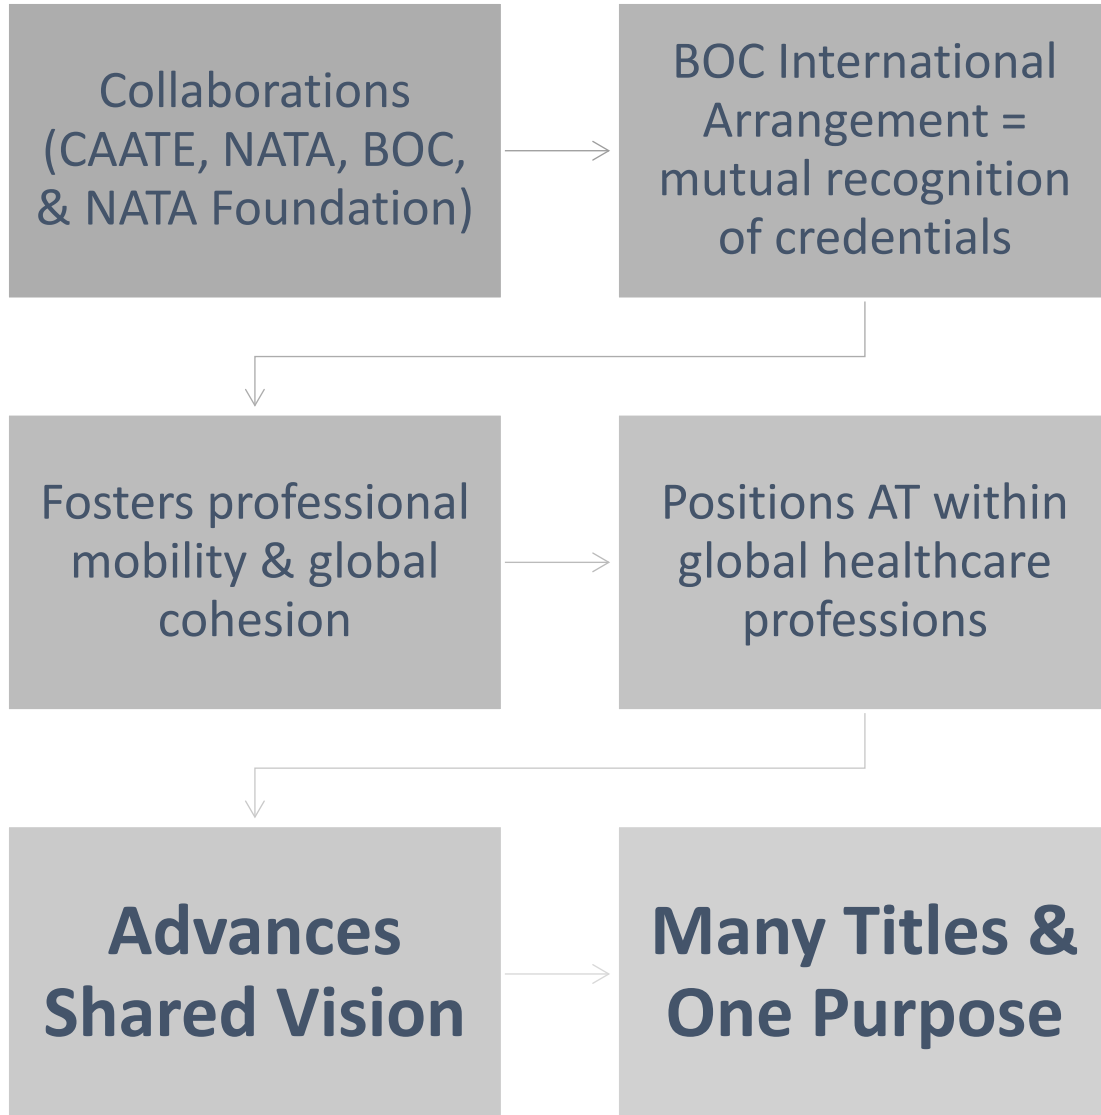 Collaborations
(CAATE, NATA, BOC,
& NATA Foundation)
BOC International
Arrangement =
mutual recognition
of credentials
Fosters professional
mobility & global
cohesion
Positions AT within
global healthcare
professions
Advances
Shared Vision
Many Titles &
One Purpose